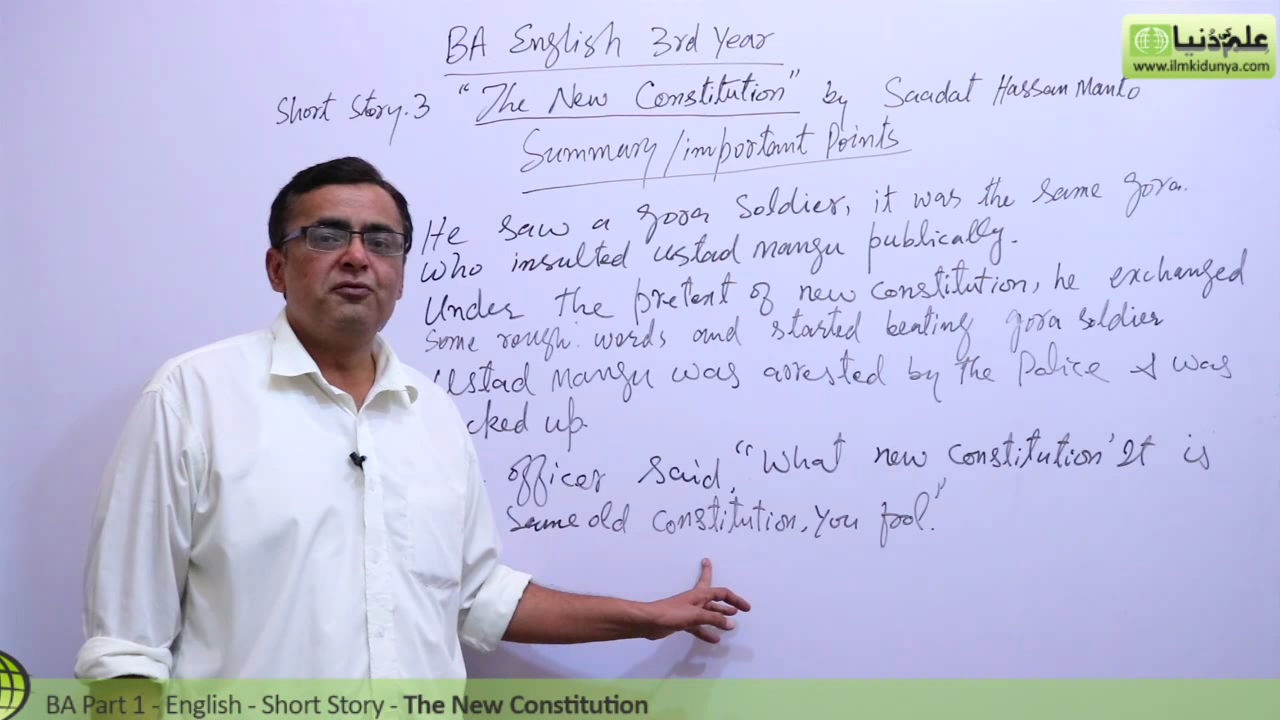 BA English 3rd Year
Short Story.3 "The New Constitution" by Saadat Hassan Manto
Summary/important Points
He saw a gora soldier, it was the same gora.
who insulted ustad mangu publically.
Under the pretent of new constitution, he exchanged
some rough words and started beating gora soldier
ustad mangu was arrested by the Police & was
cked up.
officer said, "What new constitution' It is
same old constitution, you fool."
علم کی دنیا
www.ilmkidunya.com
BA Part 1 - English - Short Story - The New Constitution